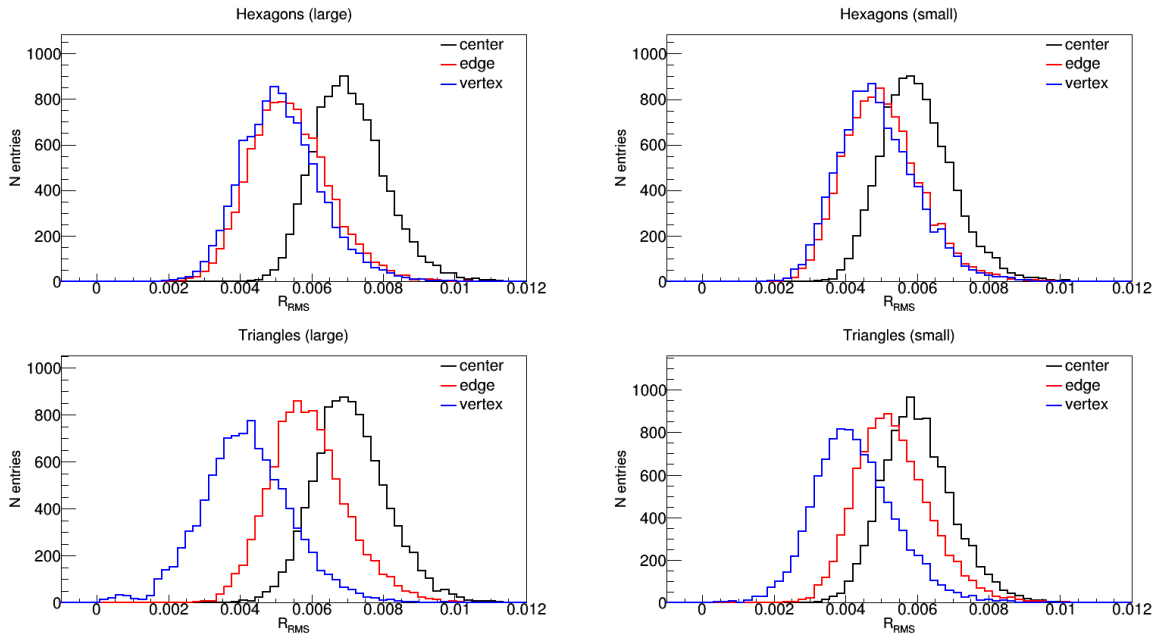 Hexagons (large)
N entries
1000
800
600
400
200
0
center
edge
vertex
0 0.002 0.004 0.006 0.008 0.01 0.012
R_RMS
Hexagons (small)
N entries
1000
800
600
400
200
0
center
edge
vertex
0 0.002 0.004 0.006 0.008 0.01 0.012
R_RMS
Triangles (large)
N entries
1000
800
600
400
200
0
center
edge
vertex
0 0.002 0.004 0.006 0.008 0.01 0.012
R_RMS
Triangles (small)
N entries
1000
800
600
400
200
0
center
edge
vertex
0 0.002 0.004 0.006 0.008 0.01 0.012
R_RMS